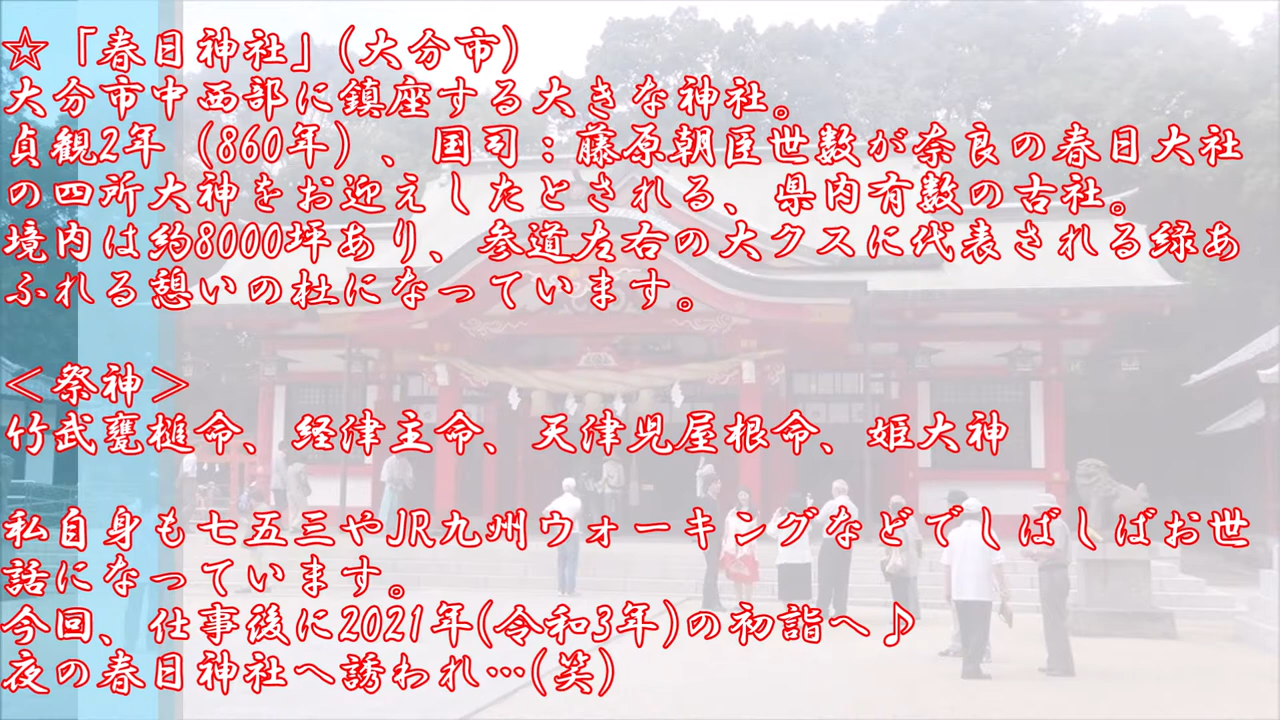 ☆「春日神社」(大分市)
大分市中西部に鎮座する大きな神社。
貞観2年（860年）、国司：藤原朝臣世数が奈良の春日大社
の四所大神をお迎えしたとされる、県内有数の古社。
境内は約8000坪あり、参道左右の大クスに代表される緑あ
ふれる憩いの杜になっています。
＜祭神＞
竹武甕槌命、経津主命、天津児屋根命、姫大神
私自身も七五三やJR九州ウォーキングなどでしばしばお世
話になっています。
今回、仕事後に2021年(令和3年)の初詣へ♪
夜の春日神社へ誘われ…(笑)